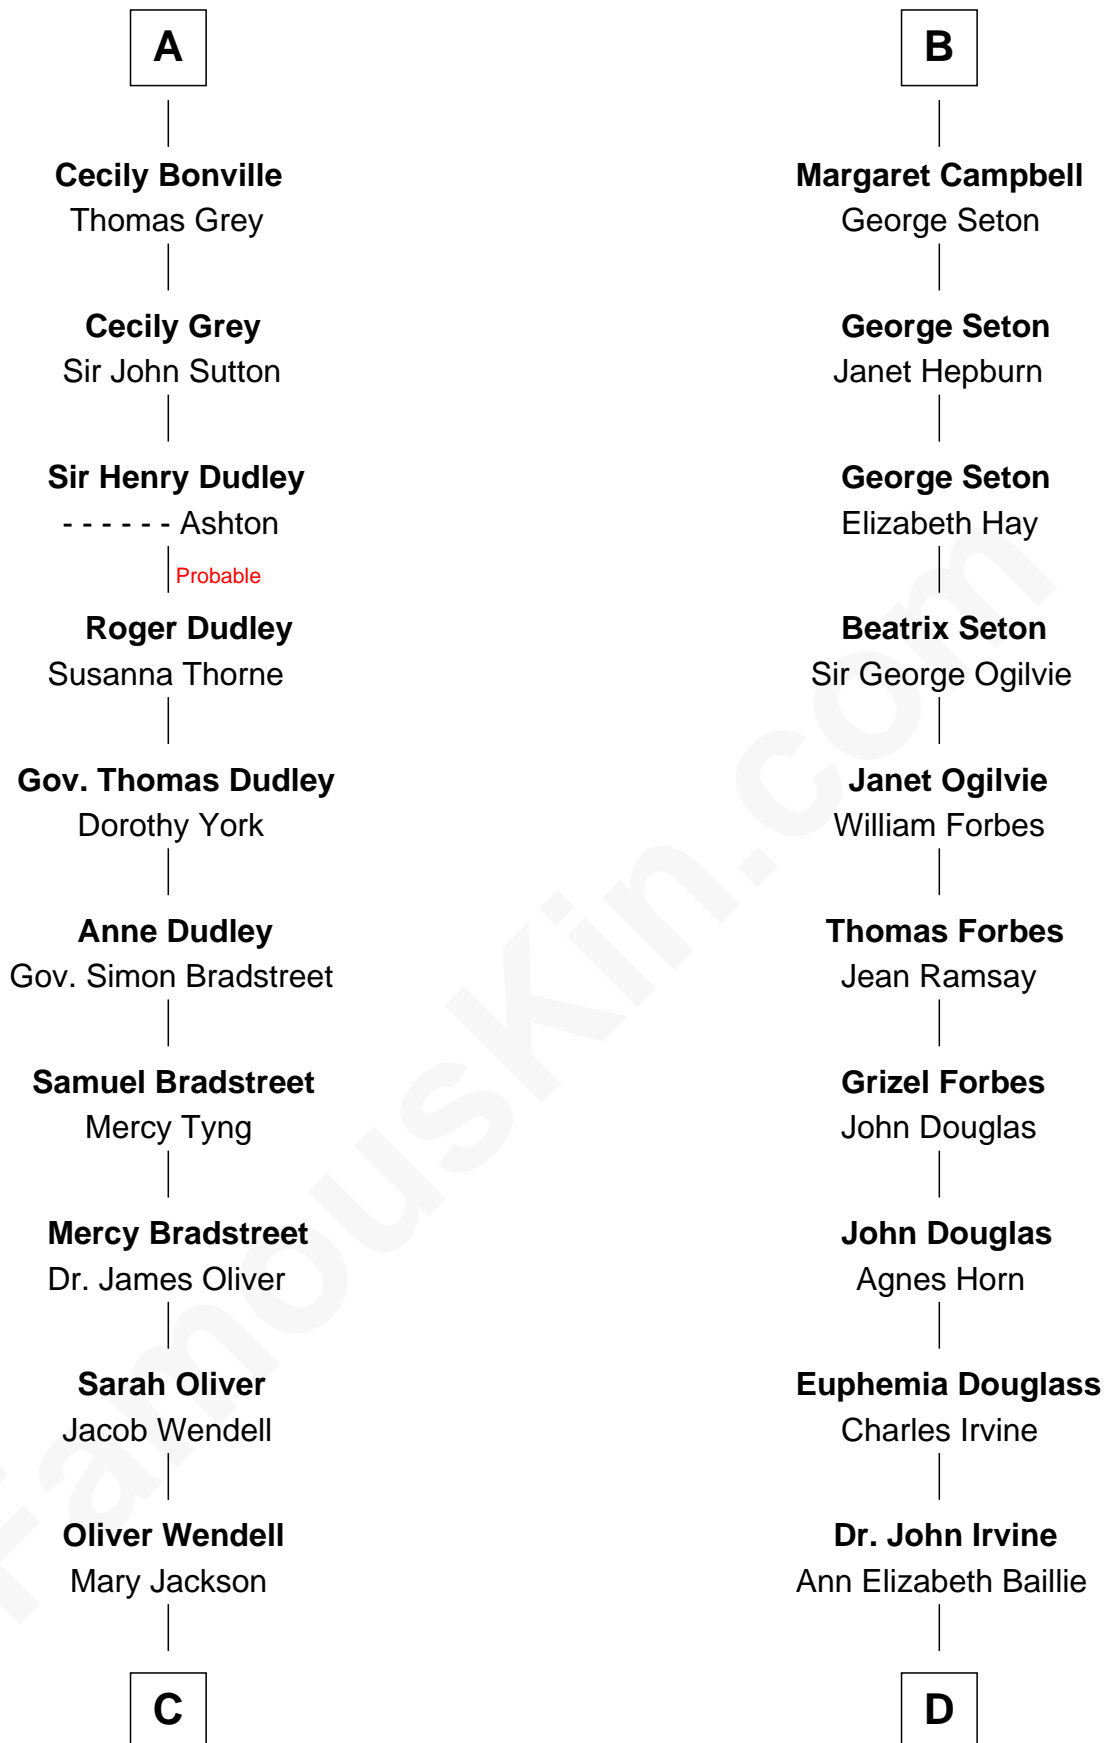 A
Cecily Bonville
Thomas Grey
Cecily Grey
Sir John Sutton
Sir Henry Dudley
- - - - - - Ashton
Probable
Roger Dudley
Susanna Thorne
Gov. Thomas Dudley
Dorothy York
Anne Dudley
Gov. Simon Bradstreet
Samuel Bradstreet
Mercy Tyng
Mercy Bradstreet
Dr. James Oliver
Sarah Oliver
Jacob Wendell
Oliver Wendell
Mary Jackson
C
B
Margaret Campbell
George Seton
George Seton
Janet Hepburn
George Seton
Elizabeth Hay
Beatrix Seton
Sir George Ogilvie
Janet Ogilvie
William Forbes
Thomas Forbes
Jean Ramsay
Grizel Forbes
John Douglas
John Douglas
Agnes Horn
Euphemia Douglass
Charles Irvine
Dr. John Irvine
Ann Elizabeth Baillie
D
FamousKin.com